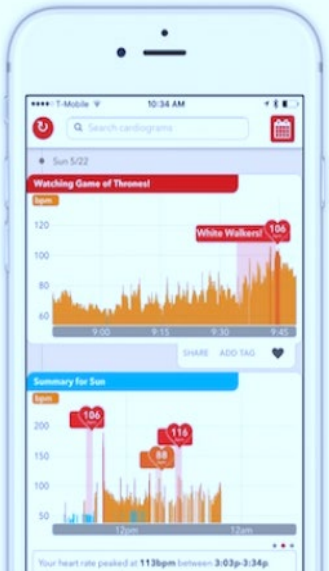 T-Mobile
10:34 AM
Search cardiograms
Sun 5/22
Watching Game of Thrones!
bpm
120
White Walkers!
106
100
80
60
9:00
9:15
9:30
9:45
SHARE
ADD TAG
Summary for Sun
bpm
200
106
116
150
88
100
50
12pm
12am
Your heart rate peaked at 113bpm between 3:03p-3:34p.